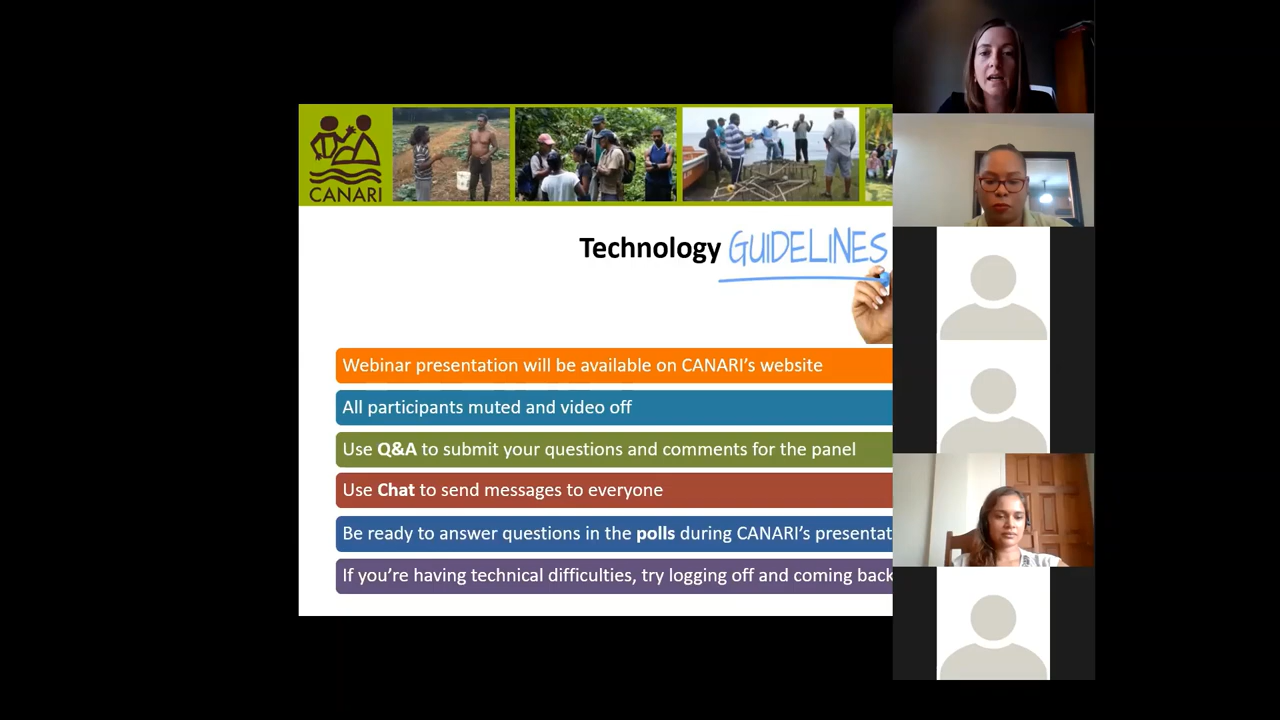 CANARI
Technology GUIDELINES
Webinar presentation will be available on CANARI's website
All participants muted and video off
Use Q&A to submit your questions and comments for the panel
Use Chat to send messages to everyone
Be ready to answer questions in the polls during CANARI's presentat
If you're having technical difficulties, try logging off and coming back